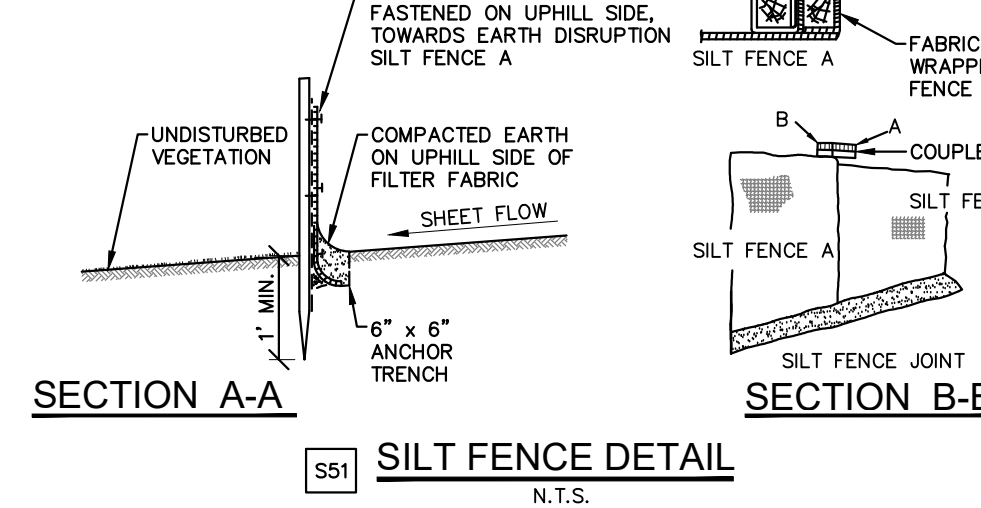 FASTENED ON UPHILL SIDE,
TOWARDS EARTH DISRUPTION
SILT FENCE A
UNDISTURBED
VEGETATION
COMPACTED EARTH
ON UPHILL SIDE OF
FILTER FABRIC
SHEET FLOW
1' MIN.
6" x 6"
ANCHOR
TRENCH
SECTION A-A
SILT FENCE A
FABRIC
FENCE
B
A
SILT FENCE A
SILT FENCE JOINT
SECTION B-B
S51
SILT FENCE DETAIL
N.T.S.